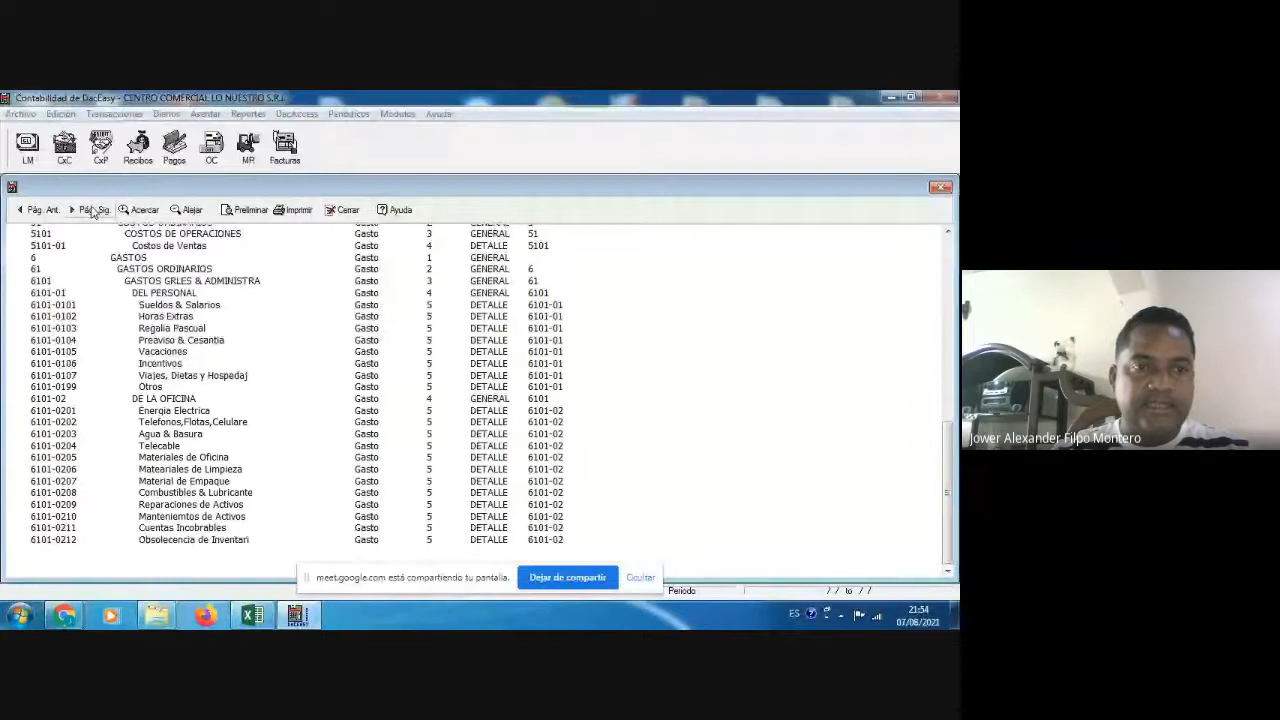 Contabilidad de DacEasy - CENTRO COMERCIAL LO NUESTRO S.R.L.
Archivo Edición Transacciones Diarios Asentar Reportes DacAccess Periódicos Modulos Ayuda
LM CxC CxP Recibos Pagos OC MR Facturas
Pág. Ant. Pág. Sig. Acercar Alejar Preliminar Imprimir Cerrar Ayuda
5101 COSTOS DE OPERACIONES Gasto 3 GENERAL 51
5101-01 Costos de Ventas Gasto 4 DETALLE 5101
6 GASTOS Gasto 1 GENERAL
61 GASTOS ORDINARIOS Gasto 2 GENERAL 6
6101 GASTOS GRLES & ADMINISTRA Gasto 3 GENERAL 61
6101-01 DEL PERSONAL Gasto 4 GENERAL 6101
6101-0101 Sueldos & Salarios Gasto 5 DETALLE 6101-01
6101-0102 Horas Extras Gasto 5 DETALLE 6101-01
6101-0103 Regalia Pascual Gasto 5 DETALLE 6101-01
6101-0104 Preaviso & Cesantia Gasto 5 DETALLE 6101-01
6101-0105 Vacaciones Gasto 5 DETALLE 6101-01
6101-0106 Incentivos Gasto 5 DETALLE 6101-01
6101-0107 Viajes, Dietas y Hospedaj Gasto 5 DETALLE 6101-01
6101-0199 Otros Gasto 5 DETALLE 6101-01
6101-02 DE LA OFICINA Gasto 4 GENERAL 6101
6101-0201 Energia Electrica Gasto 5 DETALLE 6101-02
6101-0202 Telefonos,Flotas,Celulare Gasto 5 DETALLE 6101-02
6101-0203 Agua & Basura Gasto 5 DETALLE 6101-02
6101-0204 Telecable Gasto 5 DETALLE 6101-02
6101-0205 Materiales de Oficina Gasto 5 DETALLE 6101-02
6101-0206 Mateariales de Limpieza Gasto 5 DETALLE 6101-02
6101-0207 Material de Empaque Gasto 5 DETALLE 6101-02
6101-0208 Combustibles & Lubricante Gasto 5 DETALLE 6101-02
6101-0209 Reparaciones de Activos Gasto 5 DETALLE 6101-02
6101-0210 Manteniemtos de Activos Gasto 5 DETALLE 6101-02
6101-0211 Cuentas Incobrables Gasto 5 DETALLE 6101-02
6101-0212 Obsolecencia de Inventari Gasto 5 DETALLE 6101-02
meet.google.com está compartiendo tu pantalla. Dejar de compartir Ocultar
Periodo / / to / /
ES 21:54
07/08/2021
Jower Alexander Filpo Montero